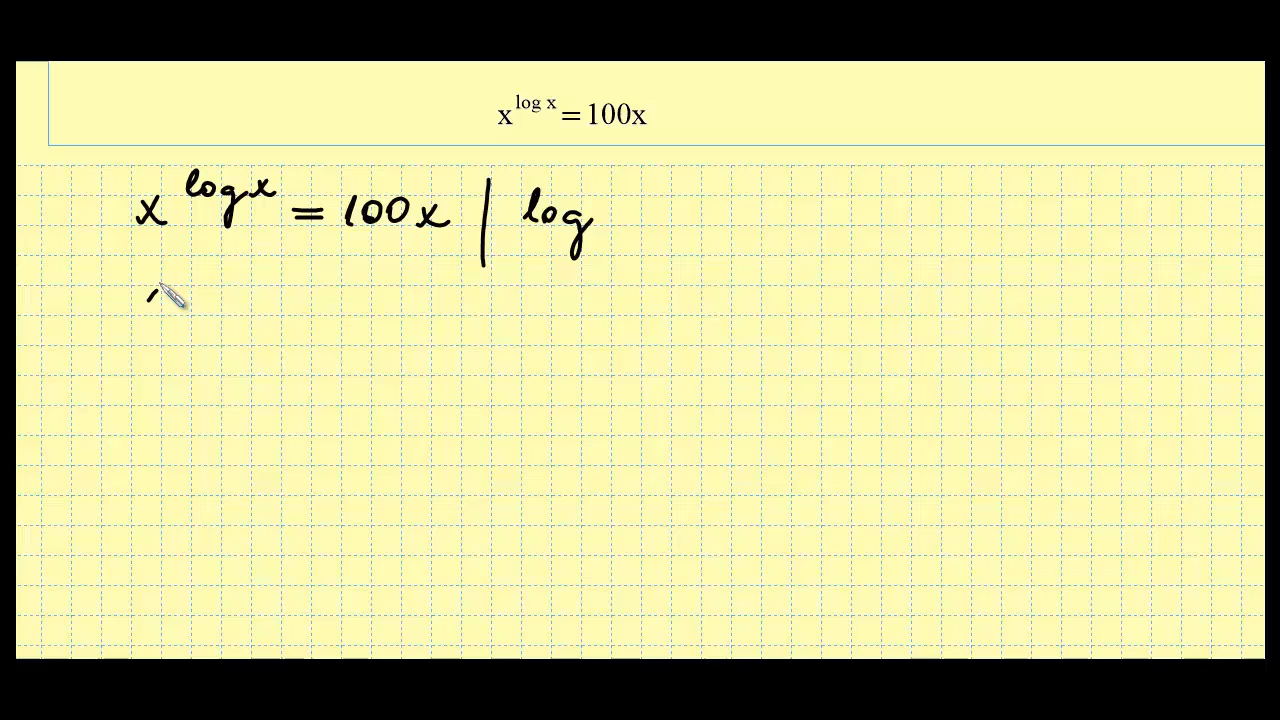 x^log x = 100x
x^log x = 100x | log